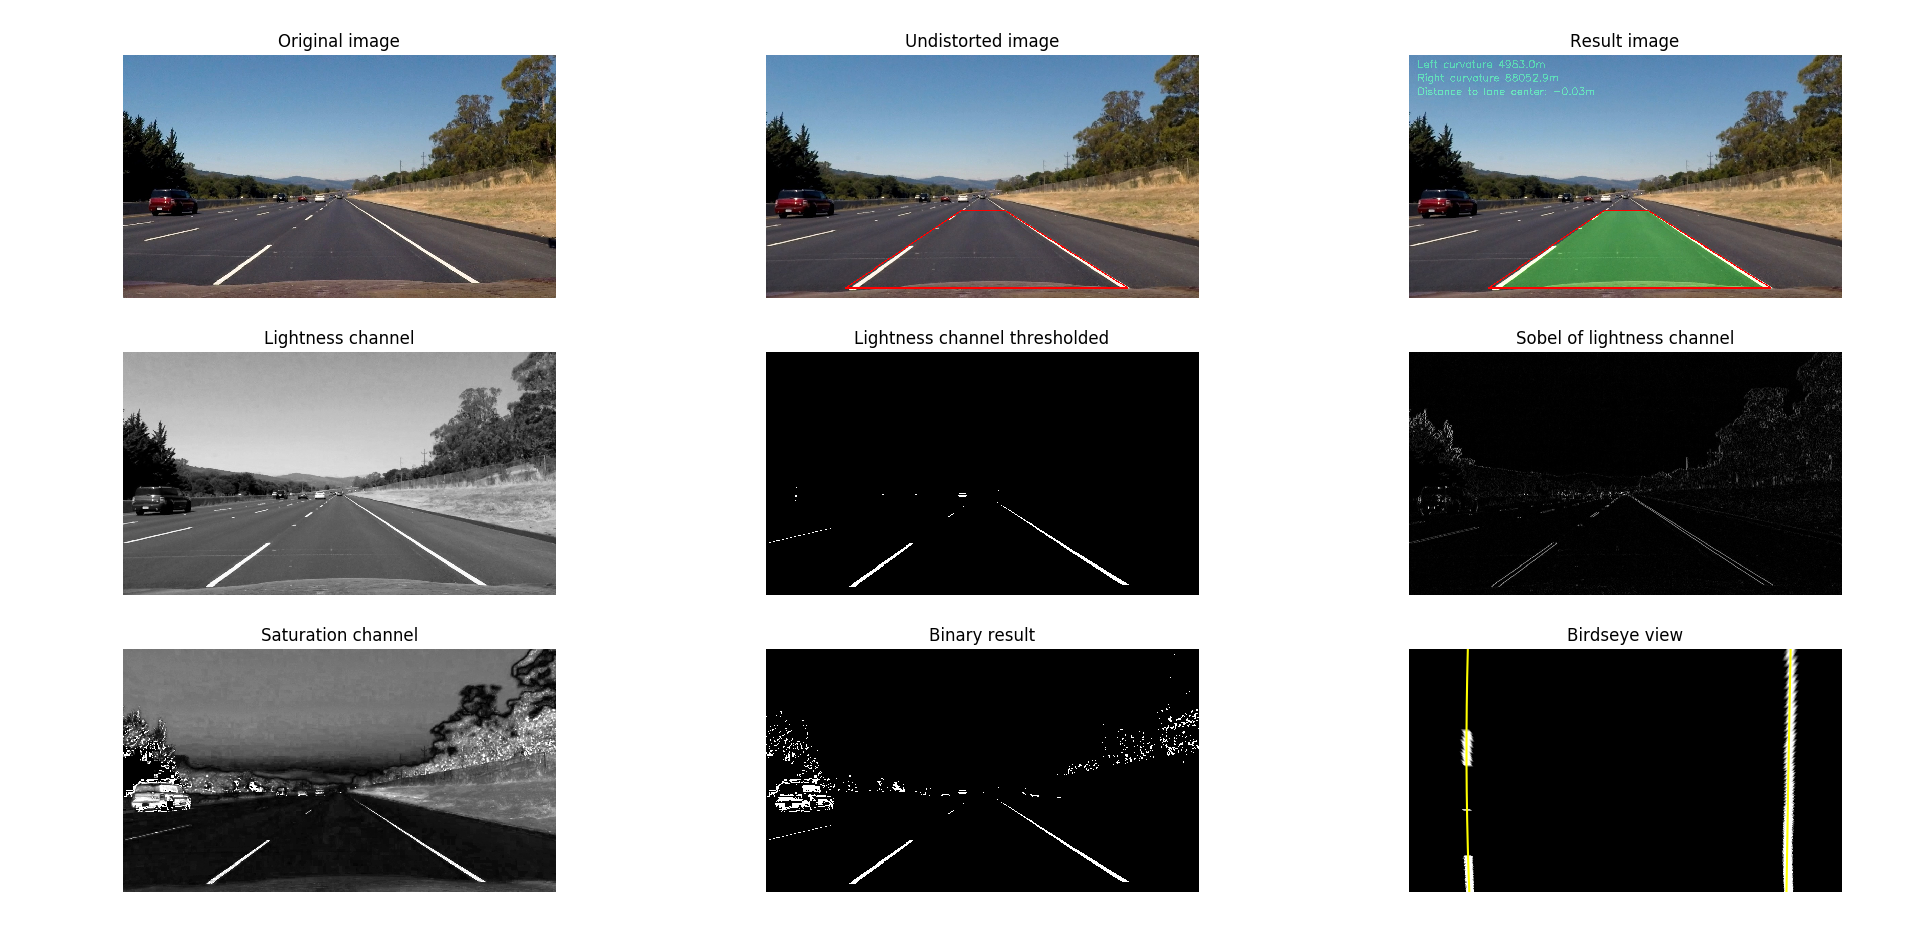 Original image
Undistorted image
Result image
Left curvature 4983.0m
Right curvature 88052.9m
Distance to lane center: -0.03m
Lightness channel
Lightness channel thresholded
Sobel of lightness channel
Saturation channel
Binary result
Birdseye view